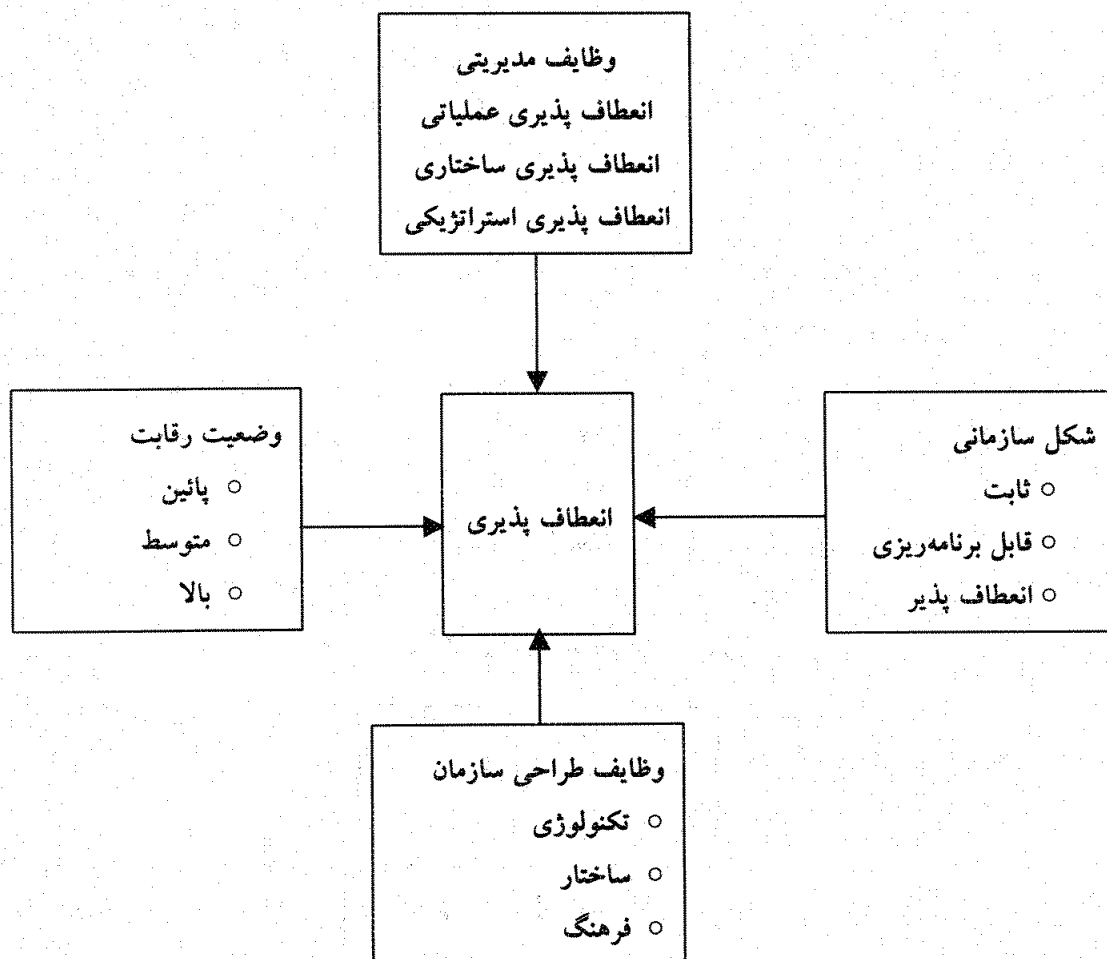 وظایف مدیریتی
انعطاف پذیری عملیاتی
انعطاف پذیری ساختاری
انعطاف پذیری استراتژیکی
شکل سازمانی
○ ثابت
○ قابل برنامه‌ریزی
○ انعطاف پذیر
انعطاف پذیری
وضعیت رقابت
○ پائین
○ متوسط
○ بالا
وظایف طراحی سازمان
○ تکنولوژی
○ ساختار
○ فرهنگ